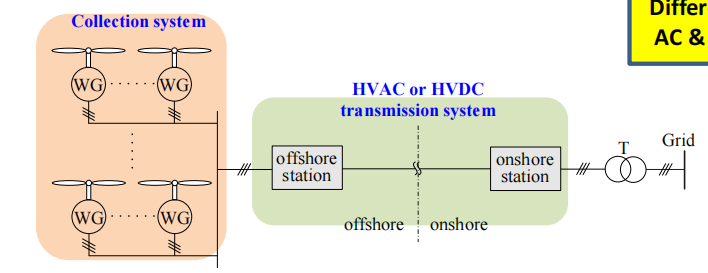 Collection system
Differ
AC &
WG ······ WG
HVAC or HVDC
transmission system
T
Grid
offshore
station
onshore
station
WG ······ WG
offshore
onshore